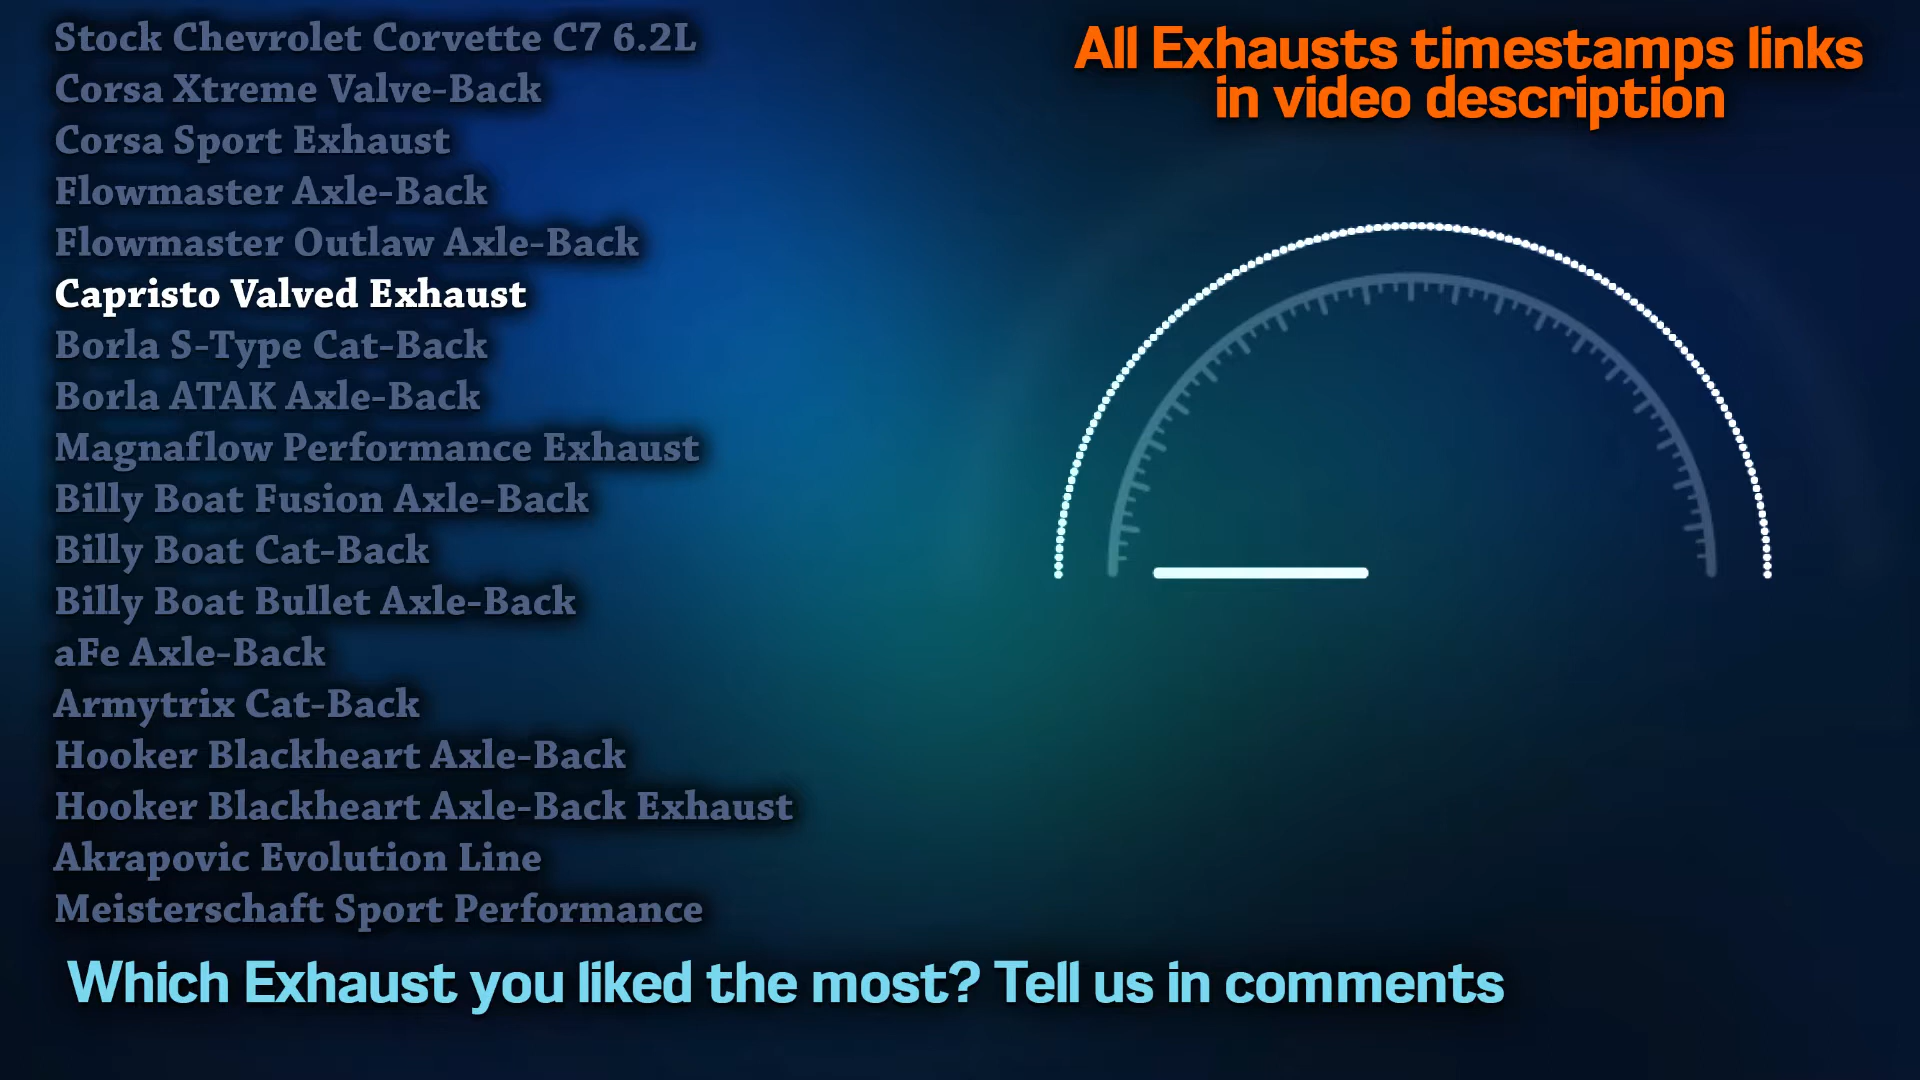 Stock Chevrolet Corvette C7 6.2L
Corsa Xtreme Valve-Back
Corsa Sport Exhaust
Flowmaster Axle-Back
Flowmaster Outlaw Axle-Back
Capristo Valved Exhaust
Borla S-Type Cat-Back
Borla ATAK Axle-Back
Magnaflow Performance Exhaust
Billy Boat Fusion Axle-Back
Billy Boat Cat-Back
Billy Boat Bullet Axle-Back
aFe Axle-Back
Armytrix Cat-Back
Hooker Blackheart Axle-Back
Hooker Blackheart Axle-Back Exhaust
Akrapovic Evolution Line
Meisterschaft Sport Performance
All Exhausts timestamps links
in video description
Which Exhaust you liked the most? Tell us in comments